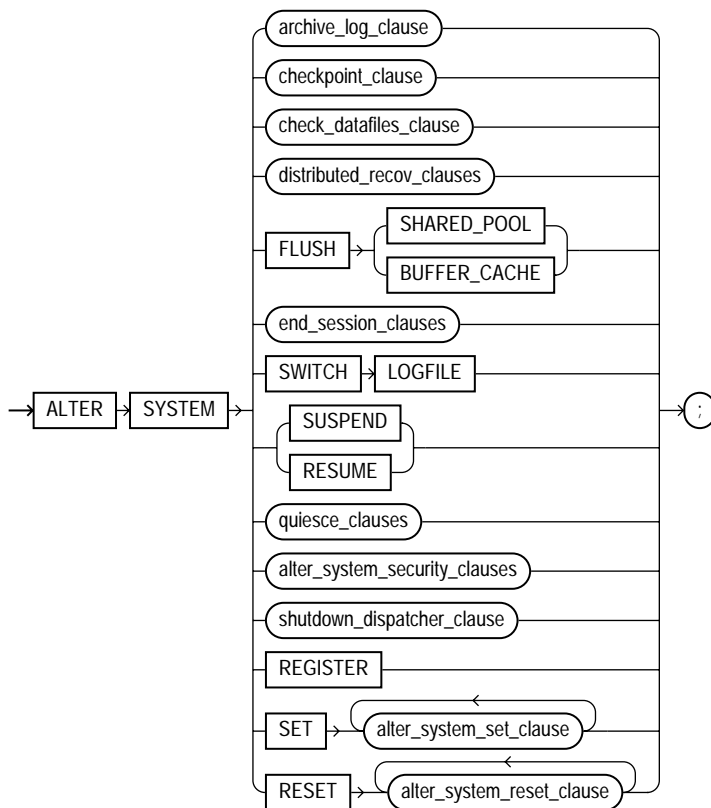 archive_log_clause
checkpoint_clause
check_datafiles_clause
distributed_recov_clauses
SHARED_POOL
FLUSH
BUFFER_CACHE
end_session_clauses
SWITCH LOGFILE
ALTER SYSTEM ;
SUSPEND
RESUME
quiesce_clauses
alter_system_security_clauses
shutdown_dispatcher_clause
REGISTER
SET alter_system_set_clause
RESET alter_system_reset_clause